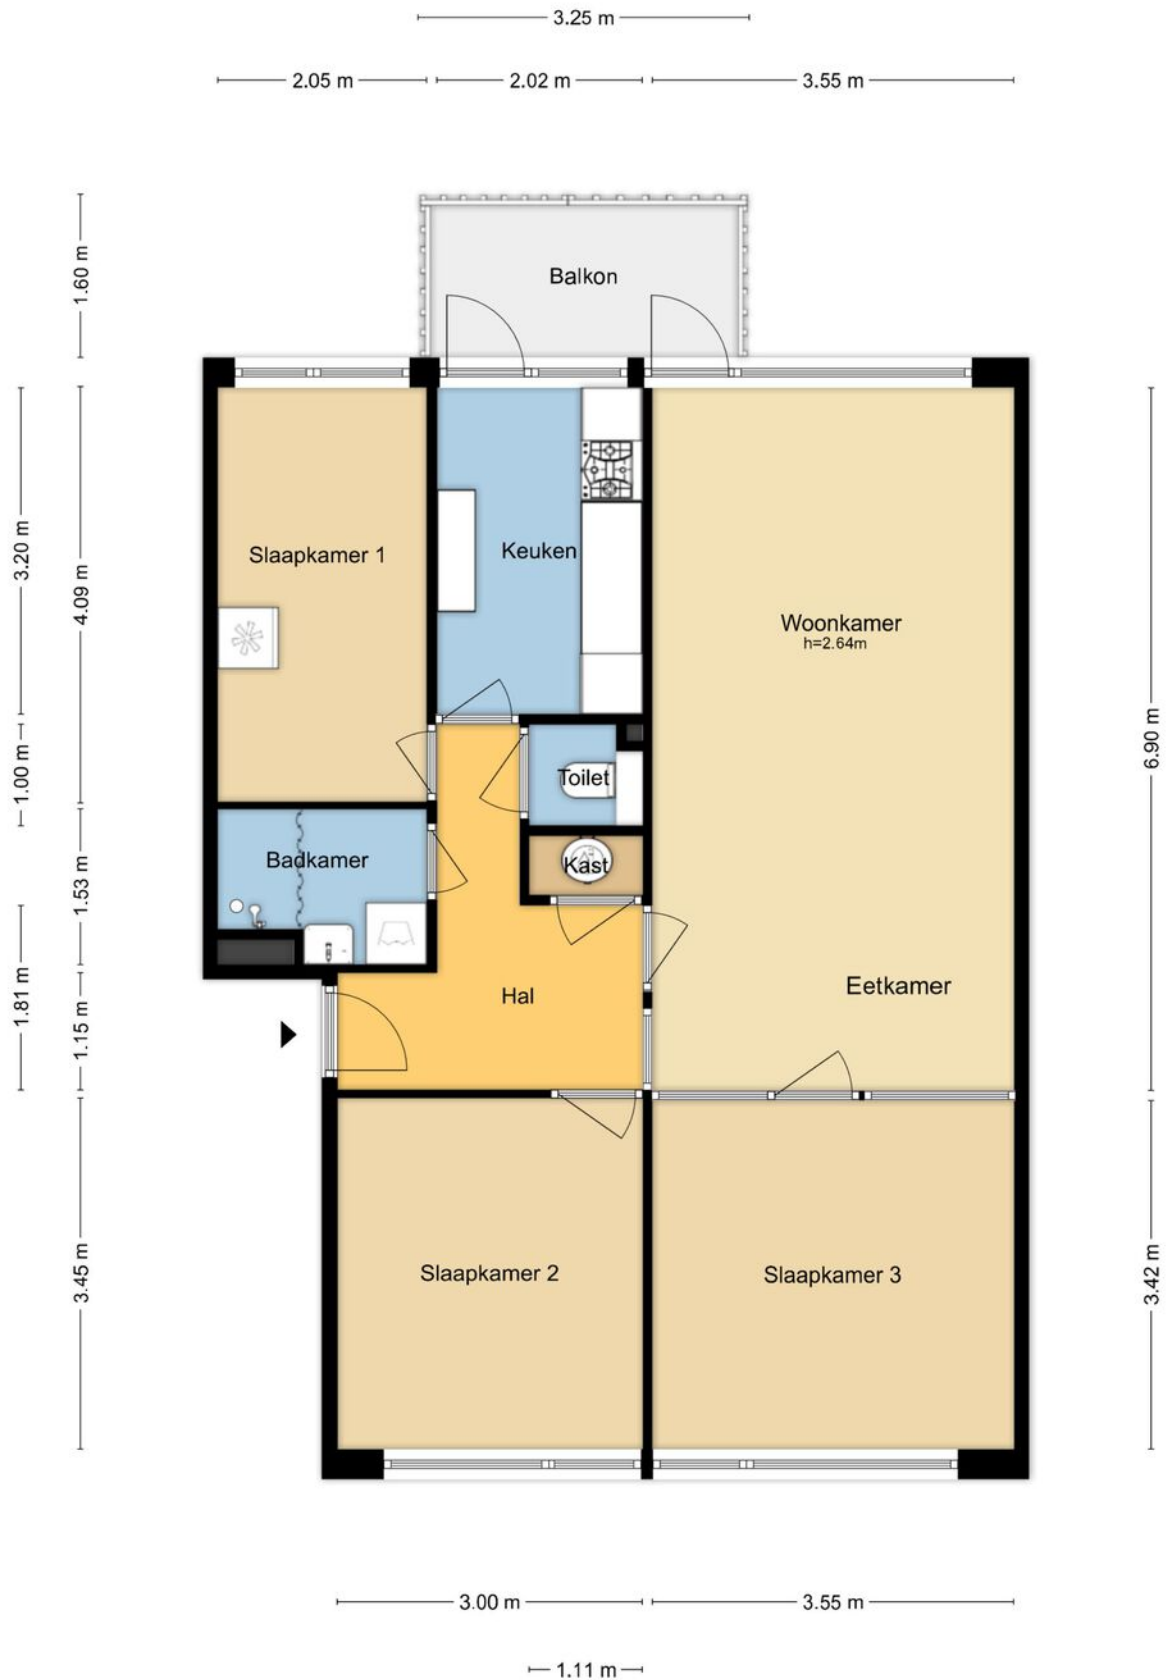 3.25 m
2.05 m
2.02 m
3.55 m
1.60 m
Balkon
3.20 m
4.09 m
Slaapkamer 1
Keuken
Woonkamer
h=2.64m
6.90 m
1.00 m
Toilet
1.53 m
Badkamer
Kast
1.81 m
1.15 m
Hal
Eetkamer
3.45 m
Slaapkamer 2
Slaapkamer 3
3.42 m
3.00 m
3.55 m
1.11 m